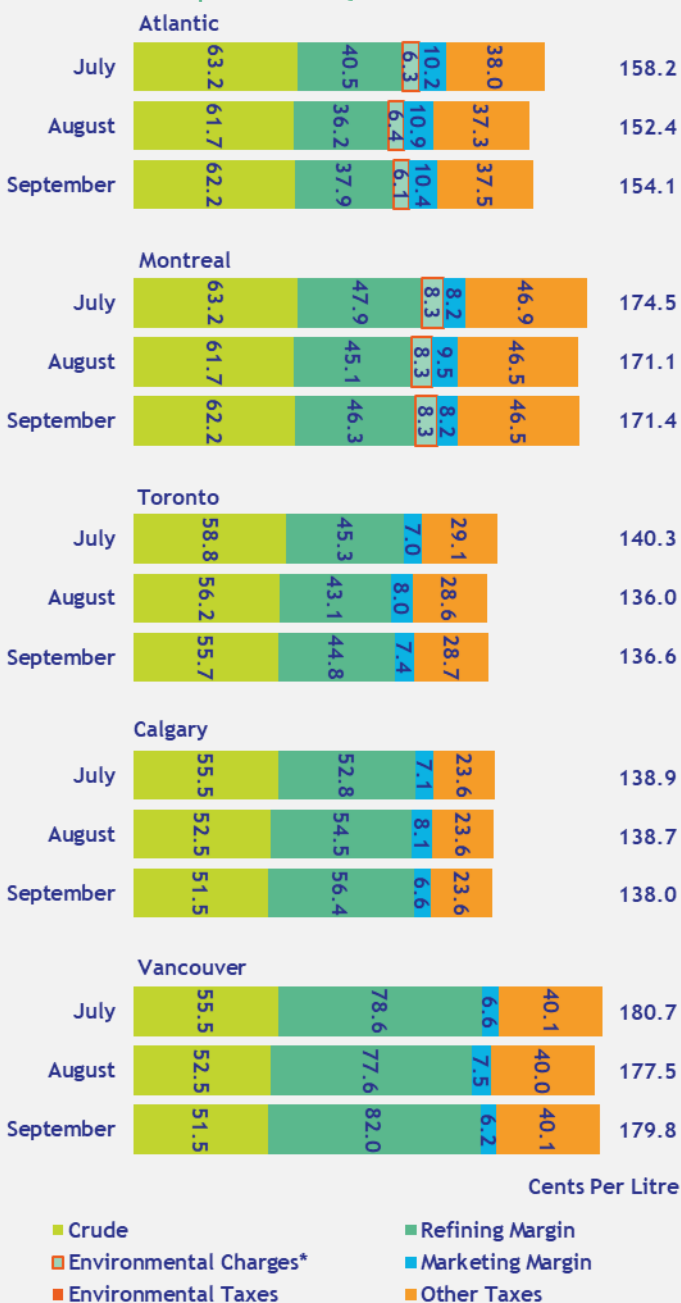 Atlantic
July 63.2 40.5 6.3 10.2 38.0 158.2
August 61.7 36.2 6.4 10.9 37.3 152.4
September 62.2 37.9 6.1 10.4 37.5 154.1
Montreal
July 63.2 47.9 8.3 8.2 46.9 174.5
August 61.7 45.1 8.3 9.5 46.5 171.1
September 62.2 46.3 8.3 8.2 46.5 171.4
Toronto
July 58.8 45.3 7.0 29.1 140.3
August 56.2 43.1 8.0 28.6 136.0
September 55.7 44.8 7.4 28.7 136.6
Calgary
July 55.5 52.8 7.1 23.6 138.9
August 52.5 54.5 8.1 23.6 138.7
September 51.5 56.4 6.6 23.6 138.0
Vancouver
July 55.5 78.6 6.6 40.1 180.7
August 52.5 77.6 7.5 40.0 177.5
September 51.5 82.0 6.2 40.1 179.8
Cents Per Litre
Crude Refining Margin
Environmental Charges* Marketing Margin
Environmental Taxes Other Taxes